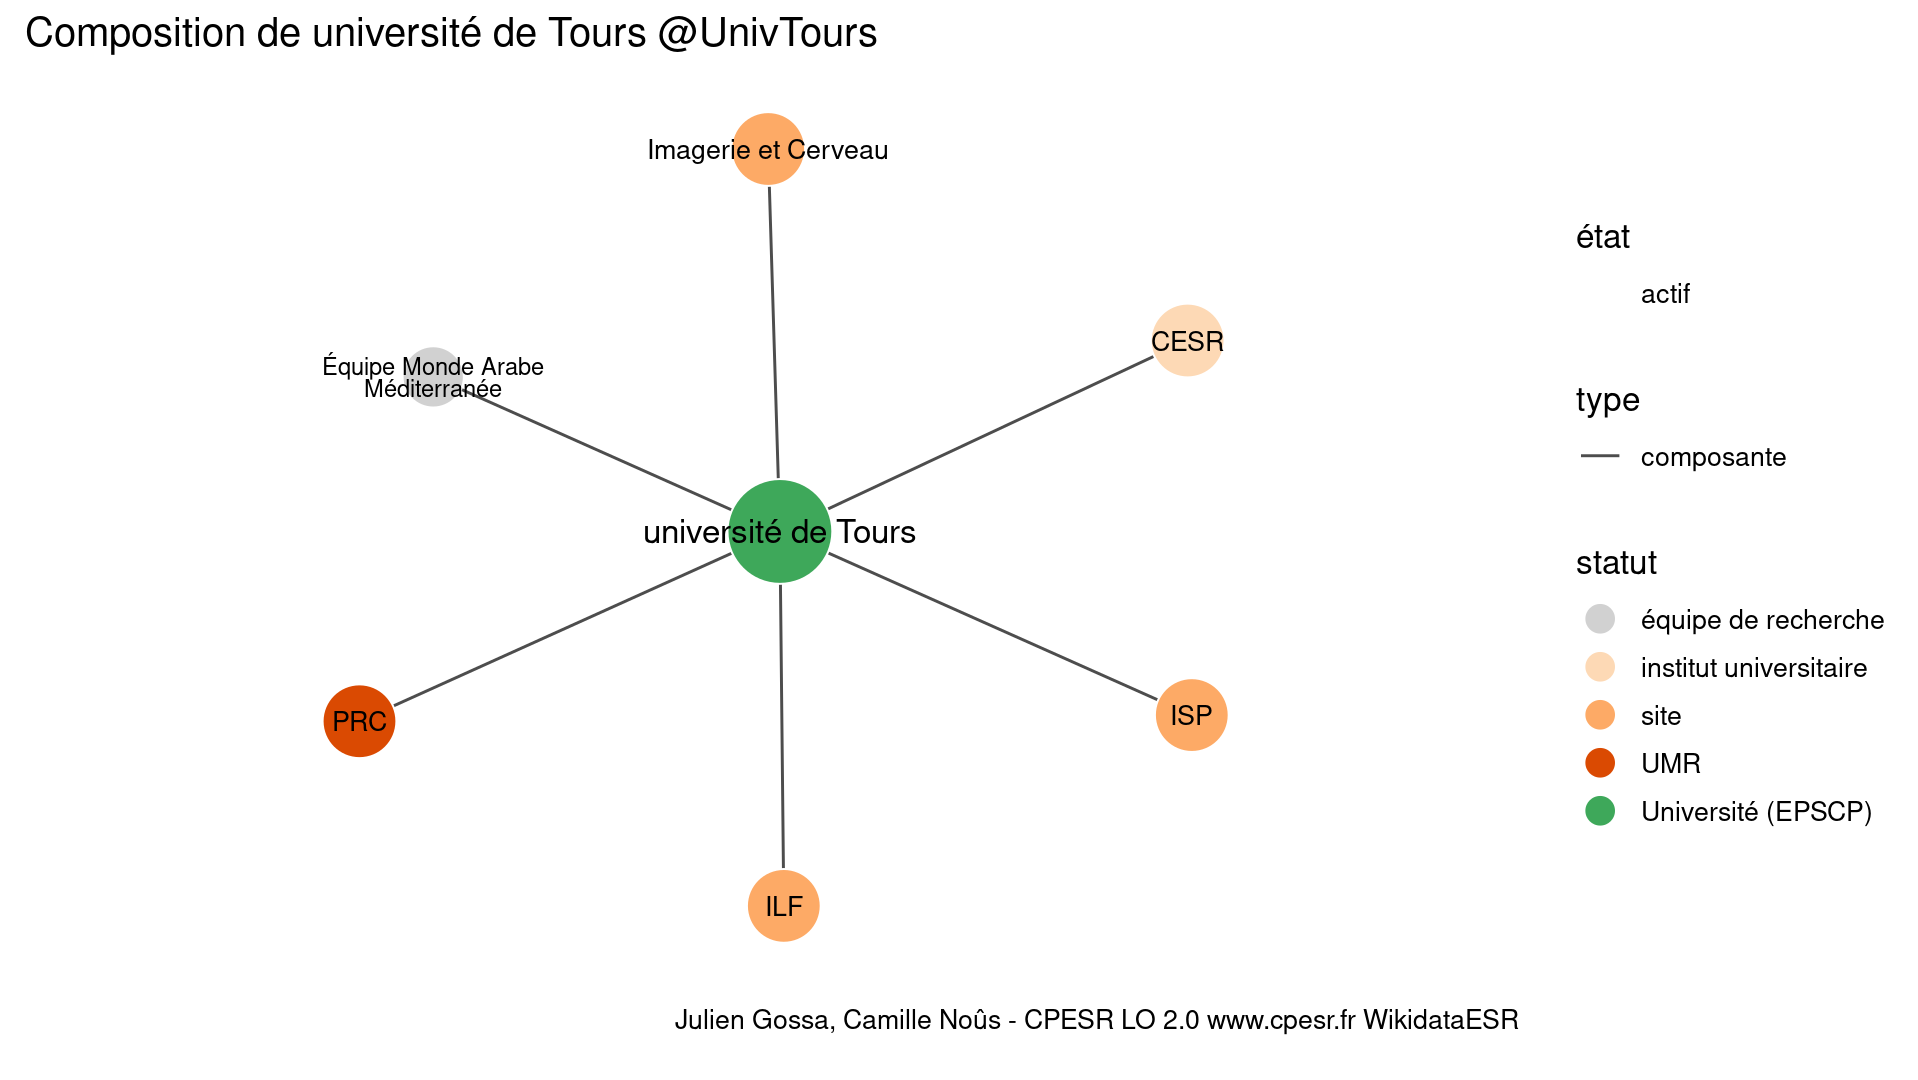 Composition de université de Tours @UnivTours
Imagerie et Cerveau
CESR
Équipe Monde Arabe
Méditerranée
université de Tours
PRC
ISP
ILF
état
actif
type
composante
statut
équipe de recherche
institut universitaire
site
UMR
Université (EPSCP)
Julien Gossa, Camille Noûs - CPESR LO 2.0 www.cpesr.fr WikidataESR